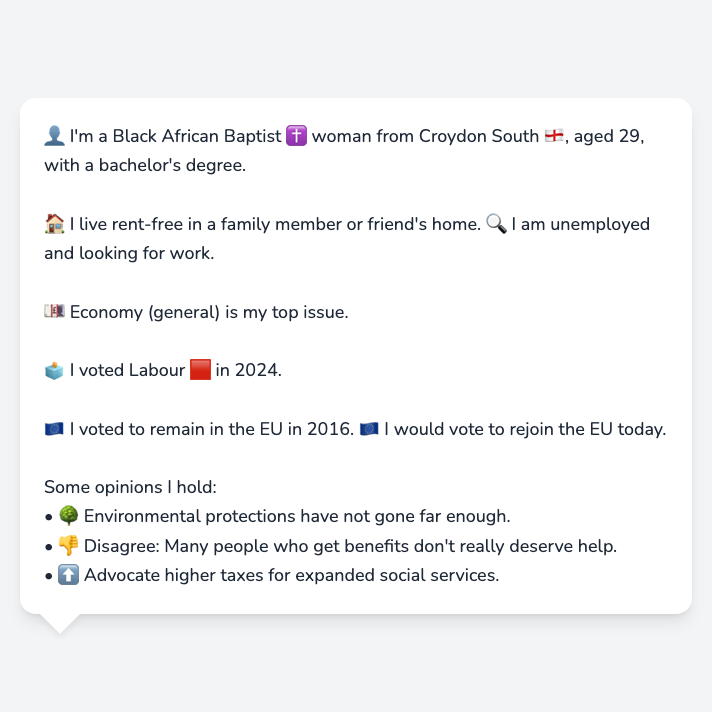 👤 I'm a Black African Baptist ✝️ woman from Croydon South 🏴󠁧󠁢󠁥󠁮󠁧󠁿, aged 29,
with a bachelor's degree.
🏠 I live rent-free in a family member or friend's home. 🔍 I am unemployed
and looking for work.
💷 Economy (general) is my top issue.
🗳️ I voted Labour 🟥 in 2024.
🇪🇺 I voted to remain in the EU in 2016. 🇪🇺 I would vote to rejoin the EU today.
Some opinions I hold:
• 🌳 Environmental protections have not gone far enough.
• 👎 Disagree: Many people who get benefits don't really deserve help.
• ⬆️ Advocate higher taxes for expanded social services.